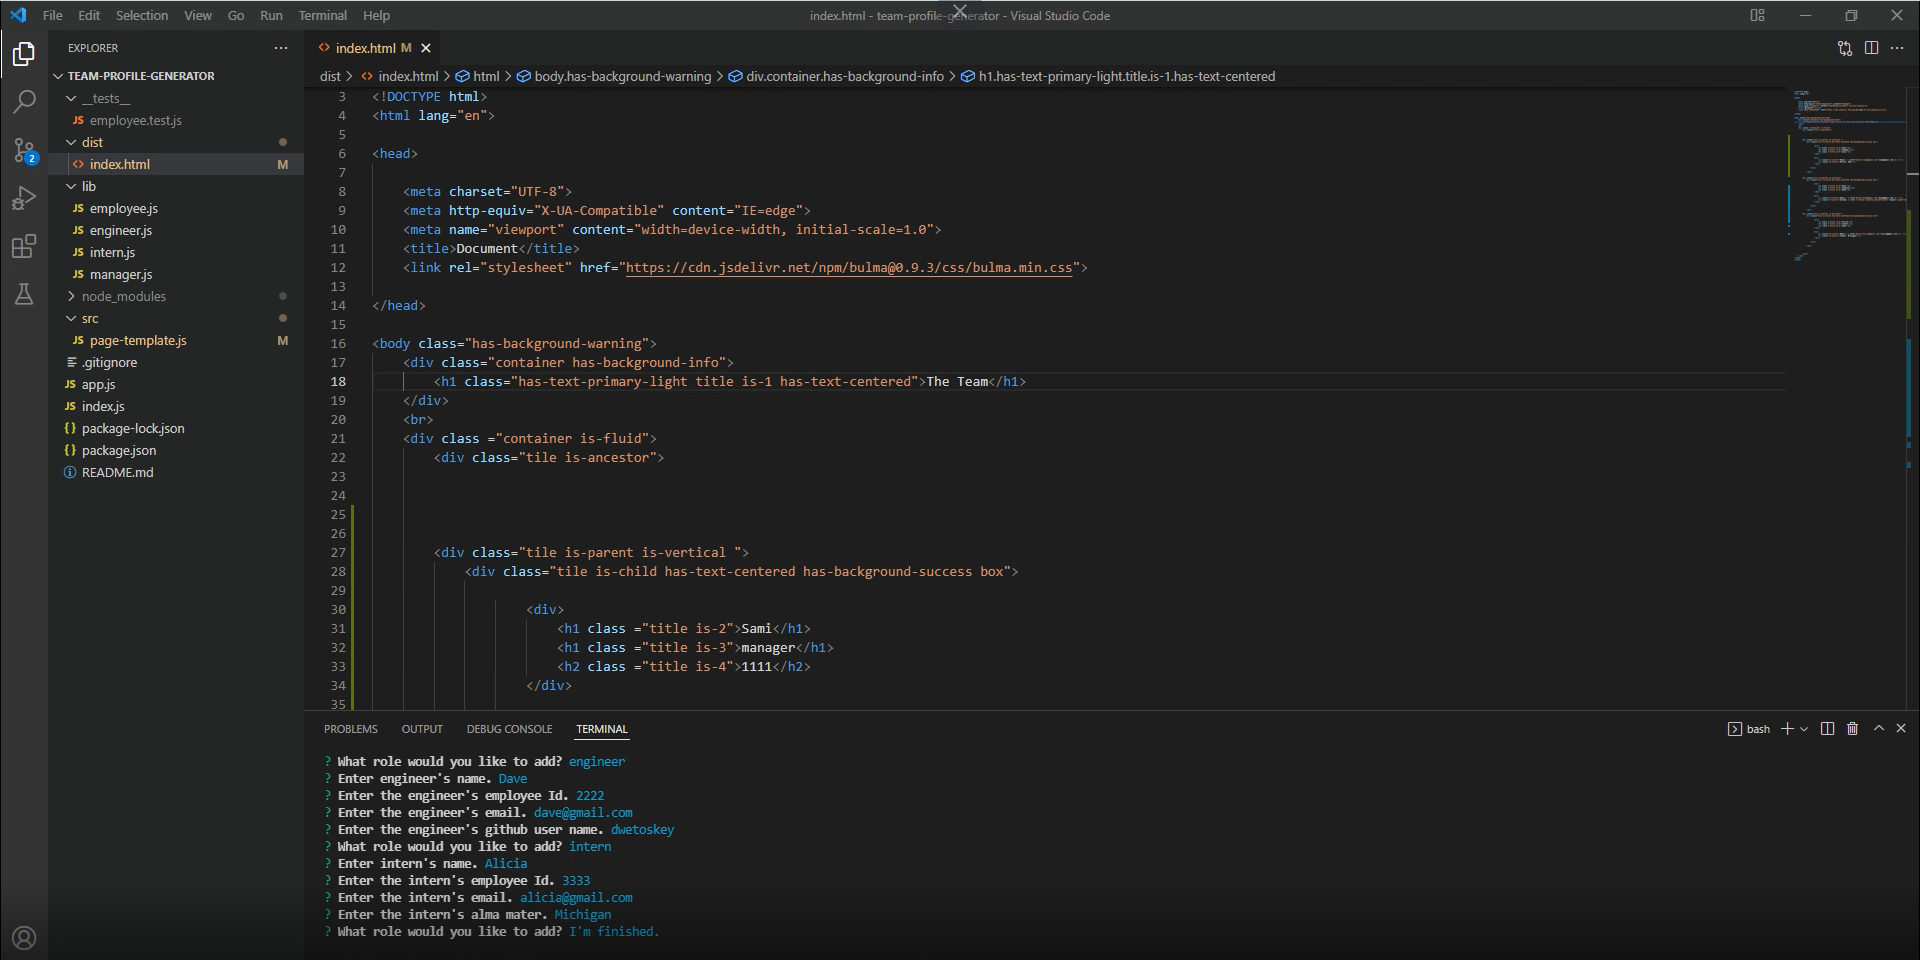 File Edit Selection View Go Run Terminal Help
index.html - team-profile-generator - Visual Studio Code
EXPLORER
TEAM-PROFILE-GENERATOR
__tests__
JS employee.test.js
dist
<> index.html M
lib
JS employee.js
JS engineer.js
JS intern.js
JS manager.js
node_modules
src
JS page-template.js M
.gitignore
JS app.js
JS index.js
{} package-lock.json
{} package.json
README.md
2
<> index.html M
dist > <> index.html > html > body.has-background-warning > div.container.has-background-info > h1.has-text-primary-light.title.is-1.has-text-centered
3 <!DOCTYPE html>
4 <html lang="en">
5
6 <head>
7
8 <meta charset="UTF-8">
9 <meta http-equiv="X-UA-Compatible" content="IE=edge">
10 <meta name="viewport" content="width=device-width, initial-scale=1.0">
11 <title>Document</title>
12 <link rel="stylesheet" href="https://cdn.jsdelivr.net/npm/bulma@0.9.3/css/bulma.min.css">
13
14 </head>
15
16 <body class="has-background-warning">
17 <div class="container has-background-info">
18 <h1 class="has-text-primary-light title is-1 has-text-centered">The Team</h1>
19 </div>
20 <br>
21 <div class ="container is-fluid">
22 <div class="tile is-ancestor">
23
24
25
26
27 <div class="tile is-parent is-vertical ">
28 <div class="tile is-child has-text-centered has-background-success box">
29
30 <div>
31 <h1 class ="title is-2">Sami</h1>
32 <h1 class ="title is-3">manager</h1>
33 <h2 class ="title is-4">1111</h2>
34 </div>
35
PROBLEMS OUTPUT DEBUG CONSOLE TERMINAL
bash
? What role would you like to add? engineer
? Enter engineer's name. Dave
? Enter the engineer's employee Id. 2222
? Enter the engineer's email. dave@gmail.com
? Enter the engineer's github user name. dwetoskey
? What role would you like to add? intern
? Enter intern's name. Alicia
? Enter the intern's employee Id. 3333
? Enter the intern's email. alicia@gmail.com
? Enter the intern's alma mater. Michigan
? What role would you like to add? I'm finished.